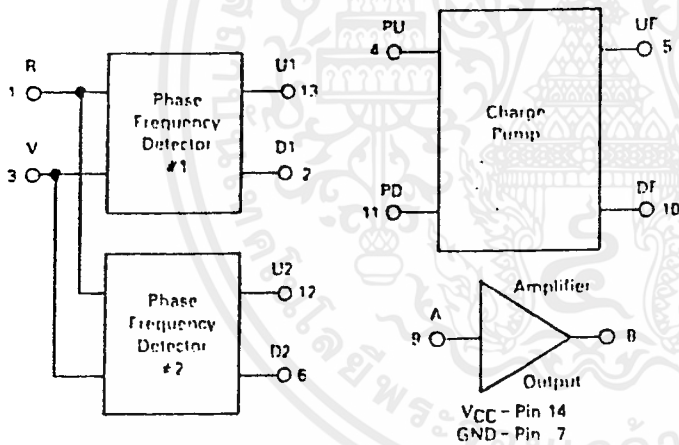 R
1
V
3
Phase
Frequency
Detector
#1
U1
13
D1
2
Phase
Frequency
Detector
#2
U2
12
D2
6
PU
4
PD
11
Charge
Pump
UF
5
DF
10
Amplifier
A
9
8
Output
VCC - Pin 14
GND - Pin 7